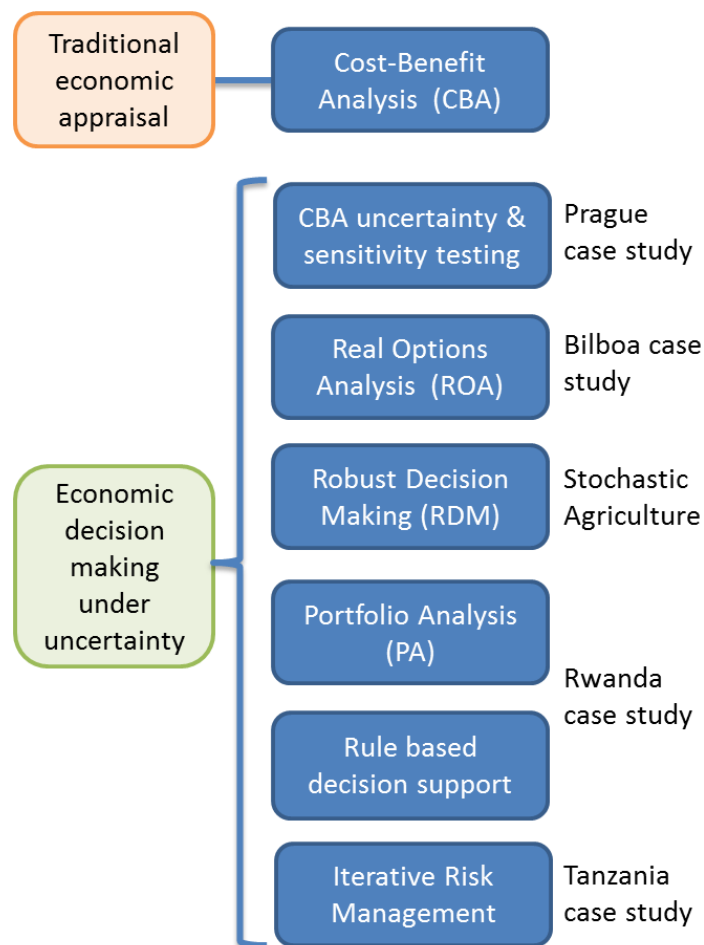 Traditional
economic
appraisal
Cost-Benefit
Analysis (CBA)
Economic
decision
making
under
uncertainty
CBA uncertainty &
sensitivity testing
Prague
case study
Real Options
Analysis (ROA)
Bilboa case
study
Robust Decision
Making (RDM)
Stochastic
Agriculture
Portfolio Analysis
(PA)
Rwanda
case study
Rule based
decision support
Iterative Risk
Management
Tanzania
case study